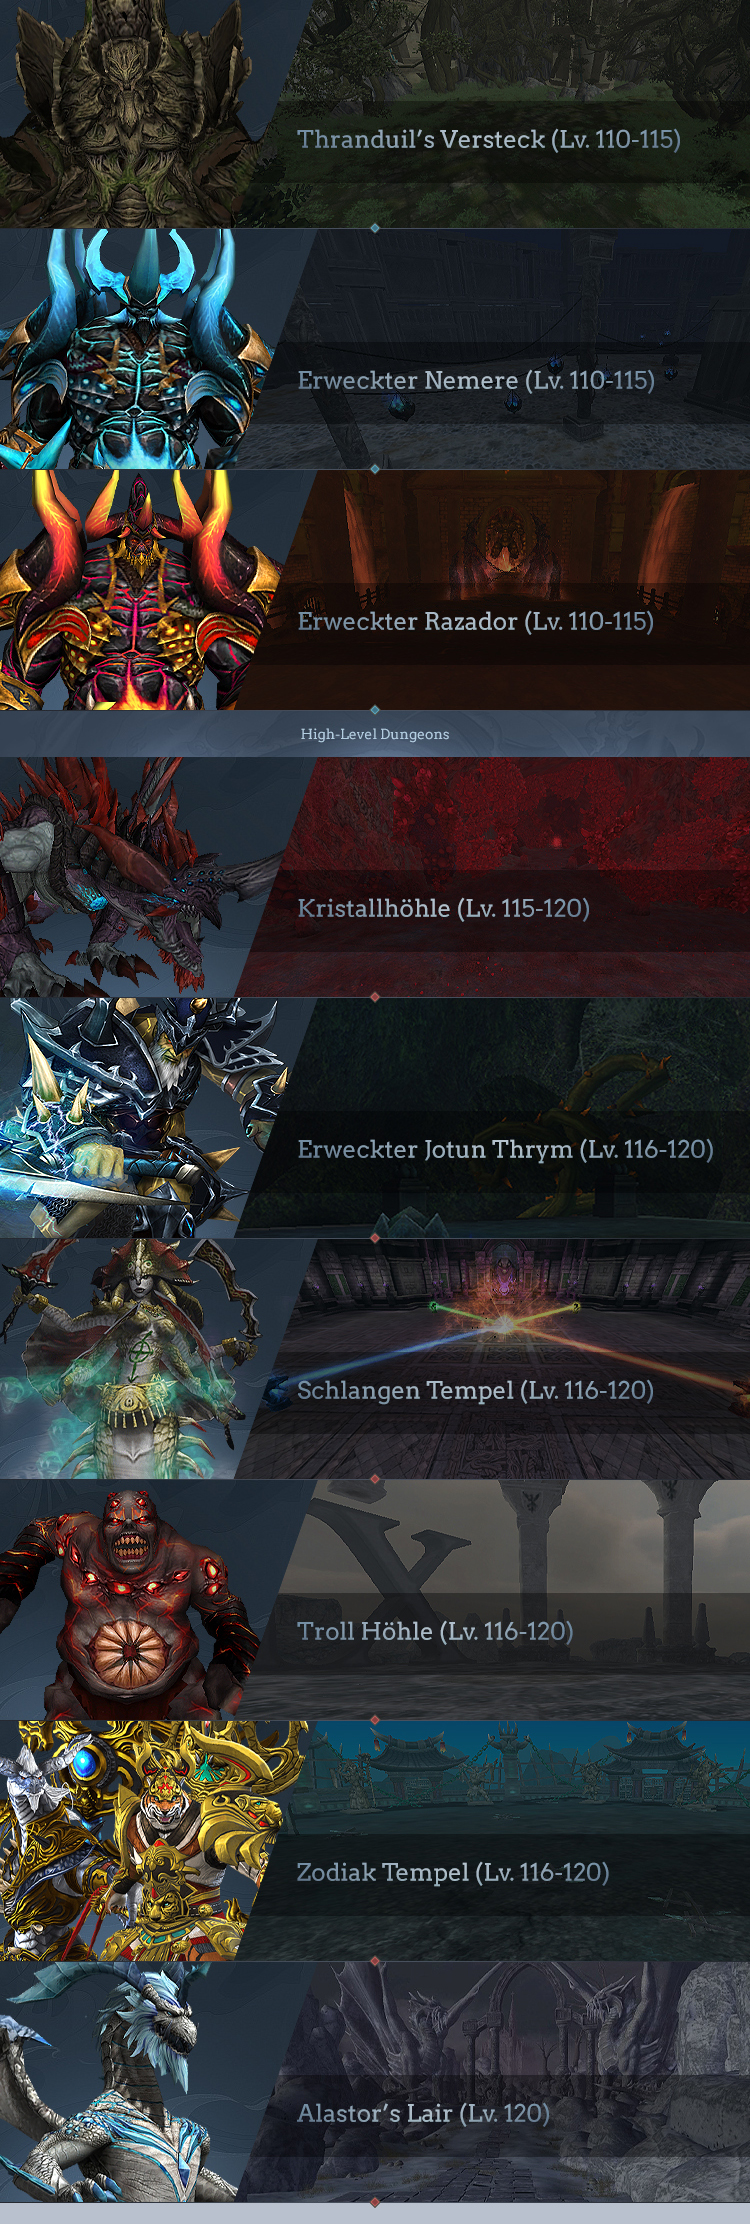 Thranduil’s Versteck (Lv. 110-115)
Erweckter Nemere (Lv. 110-115)
Erweckter Razador (Lv. 110-115)
High-Level Dungeons
Kristallhöhle (Lv. 115-120)
Erweckter Jotun Thrym (Lv. 116-120)
Schlangen Tempel (Lv. 116-120)
Troll Höhle (Lv. 116-120)
Zodiak Tempel (Lv. 116-120)
Alastor’s Lair (Lv. 120)